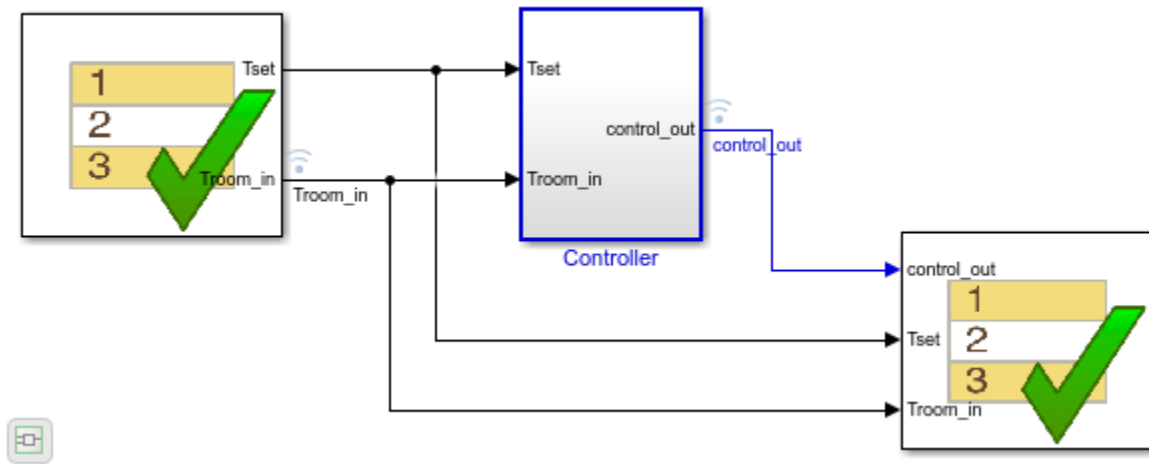 Tset
1
2
3
Troom_in
Troom_in
Tset
Troom_in
control_out
control_out
Controller
control_out
Tset
Troom_in
1
2
3